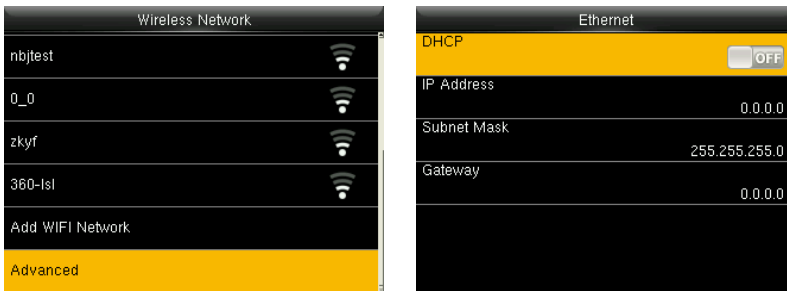 Wireless Network
nbjtest
0_0
zkyf
360-lsl
Add WIFI Network
Advanced
Ethernet
DHCP
OFF
IP Address
0.0.0.0
Subnet Mask
255.255.255.0
Gateway
0.0.0.0